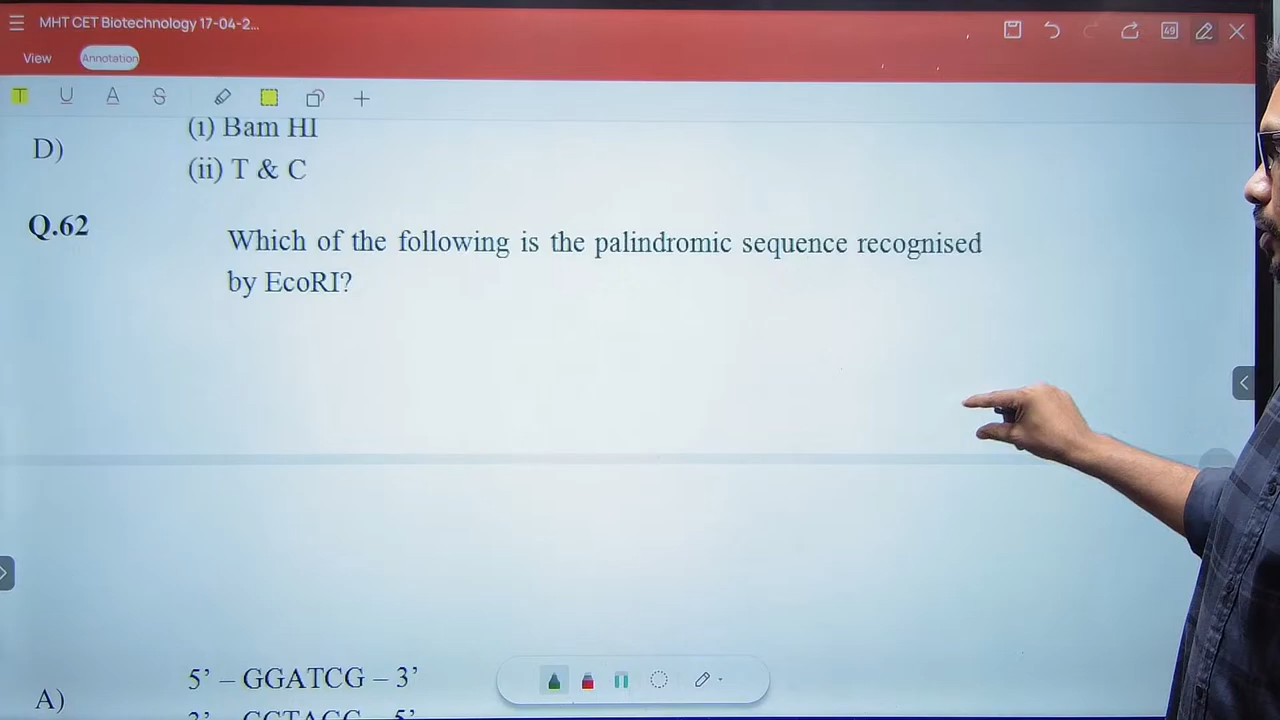 MHT CET Biotechnology 17-04-2...
View Annotation
T U A S
49
(i) Bam HI
D)
(ii) T & C
Q.62
Which of the following is the palindromic sequence recognised
by EcoRI?
5’ – GGATCG – 3’
A)